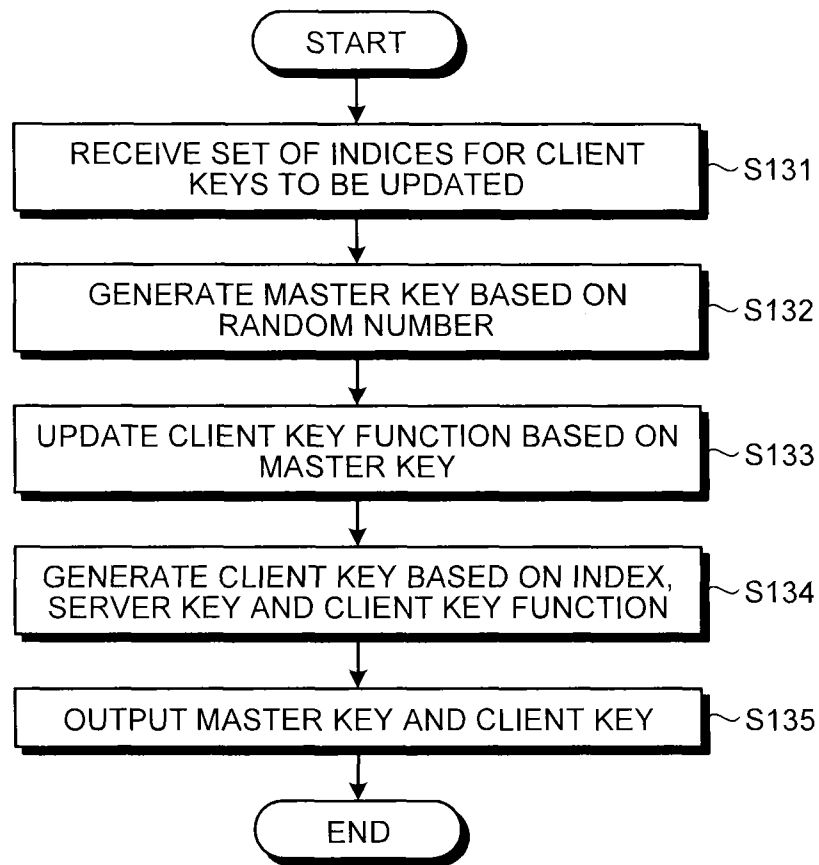 START
RECEIVE SET OF INDICES FOR CLIENT
KEYS TO BE UPDATED
S131
GENERATE MASTER KEY BASED ON
RANDOM NUMBER
S132
UPDATE CLIENT KEY FUNCTION BASED ON
MASTER KEY
S133
GENERATE CLIENT KEY BASED ON INDEX,
SERVER KEY AND CLIENT KEY FUNCTION
S134
OUTPUT MASTER KEY AND CLIENT KEY
S135
END